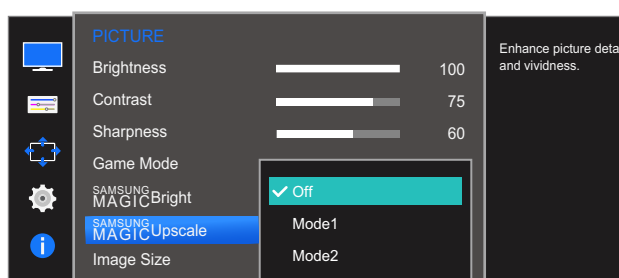 PICTURE
Brightness 100
Contrast 75
Sharpness 60
Game Mode
SAMSUNG
MAGICBright
SAMSUNG
MAGICUpscale
Image Size
Off
Mode1
Mode2
Enhance picture deta
and vividness.